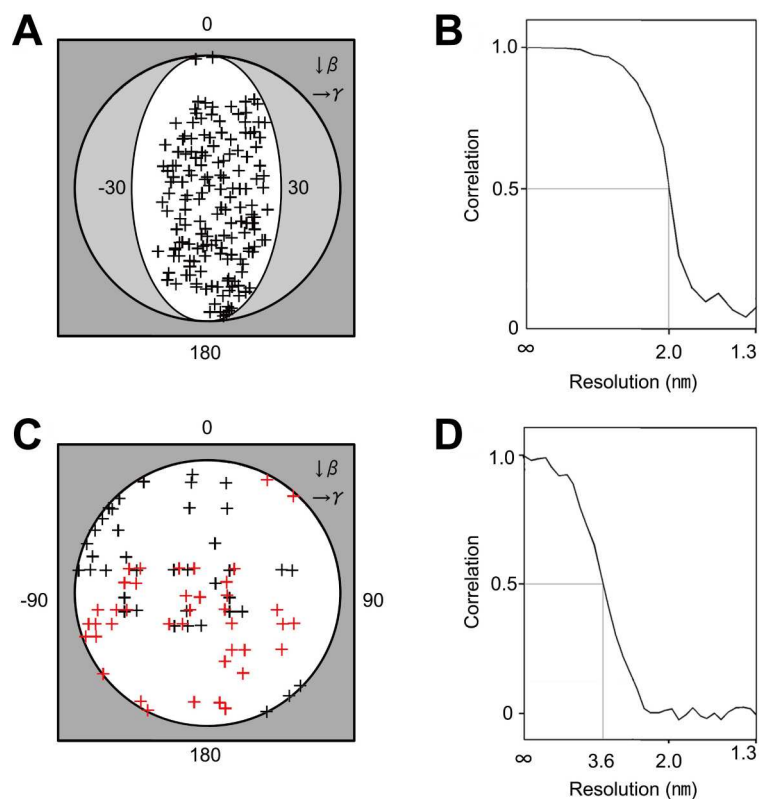 A
0
↓β
→γ
-30
30
180
B
1.0
0.5
0
Correlation
∞
2.0
1.3
Resolution (nm)
C
0
↓β
→γ
-90
90
180
D
1.0
0.5
0
Correlation
∞
3.6
2.0
1.3
Resolution (nm)